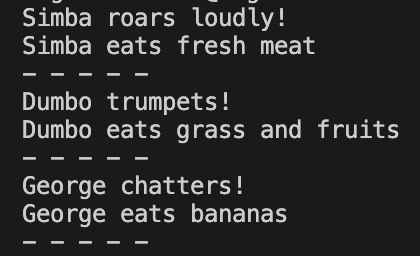 Simba roars loudly!
Simba eats fresh meat
- - - - -
Dumbo trumpets!
Dumbo eats grass and fruits
- - - - -
George chatters!
George eats bananas
- - - - -